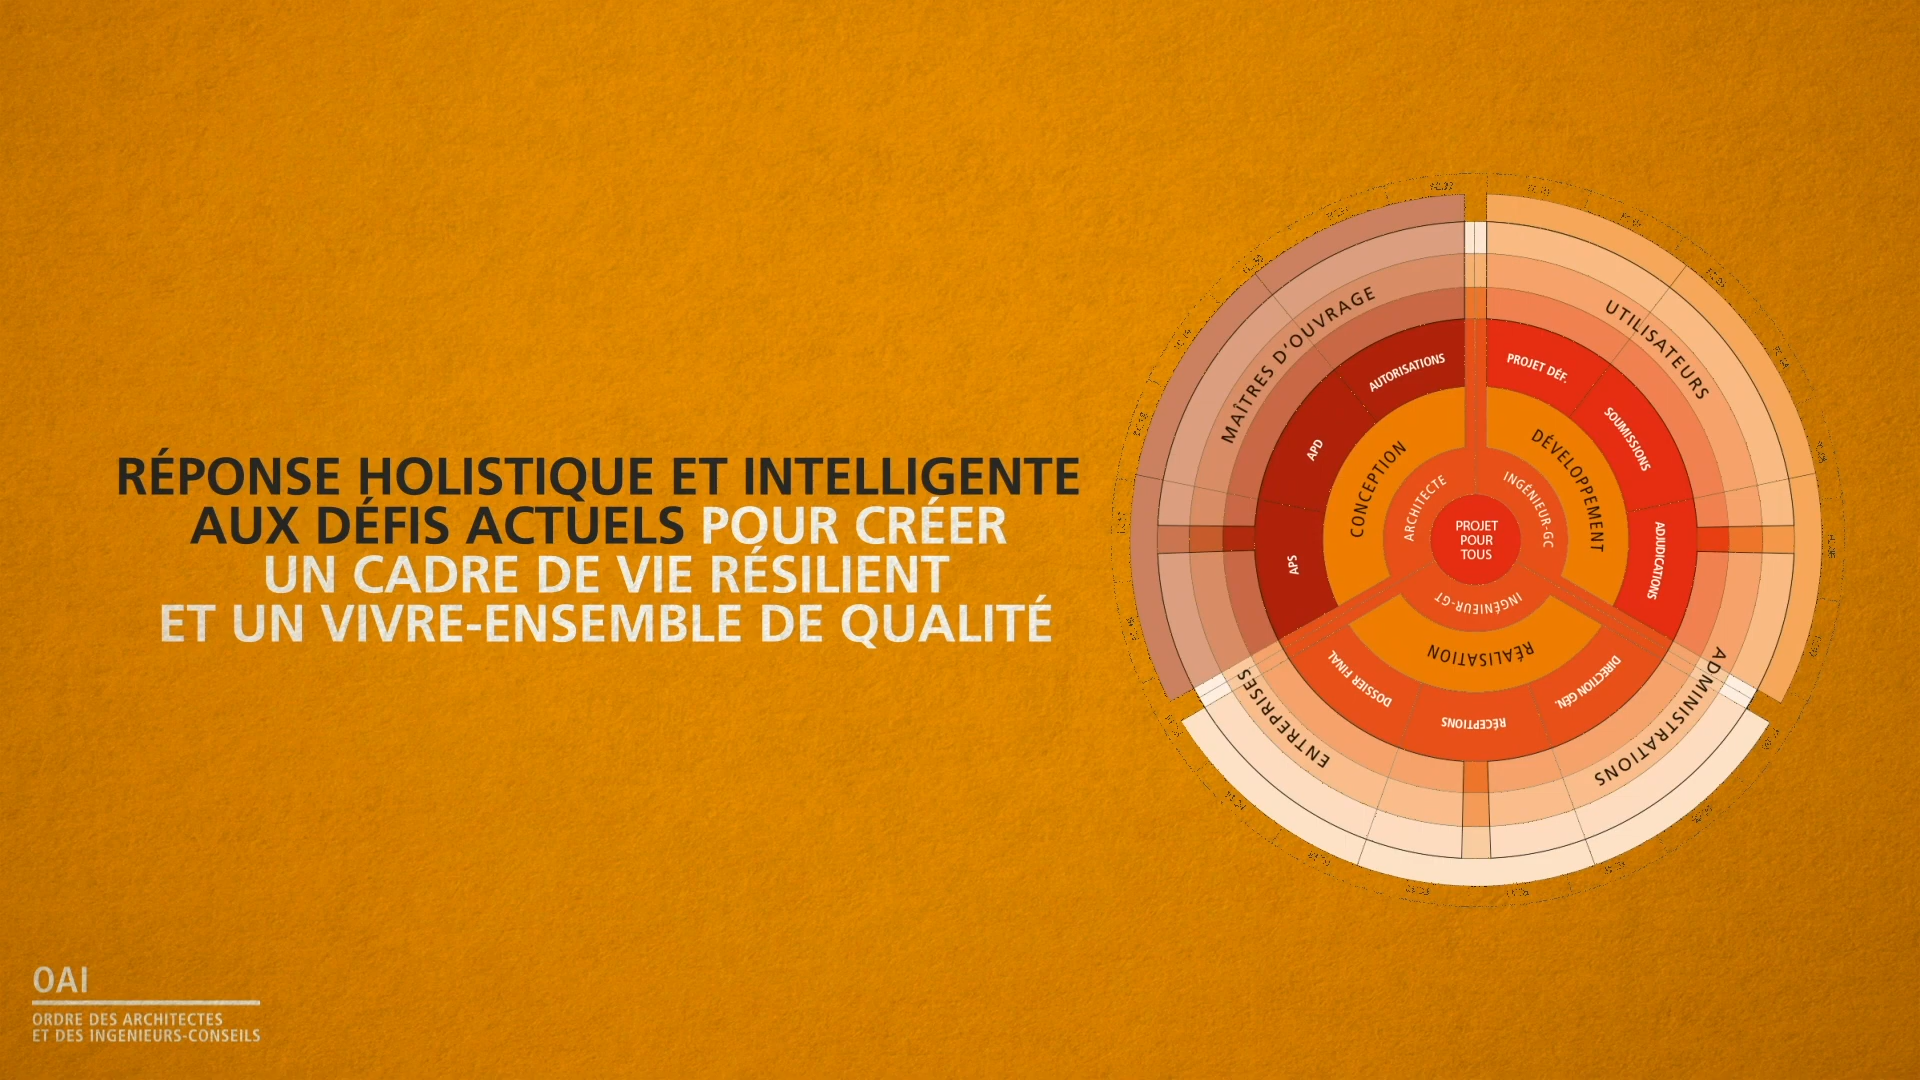 RÉPONSE HOLISTIQUE ET INTELLIGENTE
AUX DÉFIS ACTUELS POUR CRÉER
UN CADRE DE VIE RÉSILIENT
ET UN VIVRE-ENSEMBLE DE QUALITÉ
MAÎTRES D'OUVRAGE
UTILISATEURS
ADMINISTRATIONS
ENTREPRISES
AUTORISATIONS
APD
APS
PROJET DÉF.
SOUMISSIONS
ADJUDICATIONS
DIRECTION GÉN.
RÉCEPTIONS
DOSSIER FINAL
CONCEPTION
DÉVELOPPEMENT
RÉALISATION
ARCHITECTE
INGÉNIEUR-GC
INGÉNIEUR-GT
PROJET
POUR
TOUS
OAI
ORDRE DES ARCHITECTES
ET DES INGENIEURS-CONSEILS